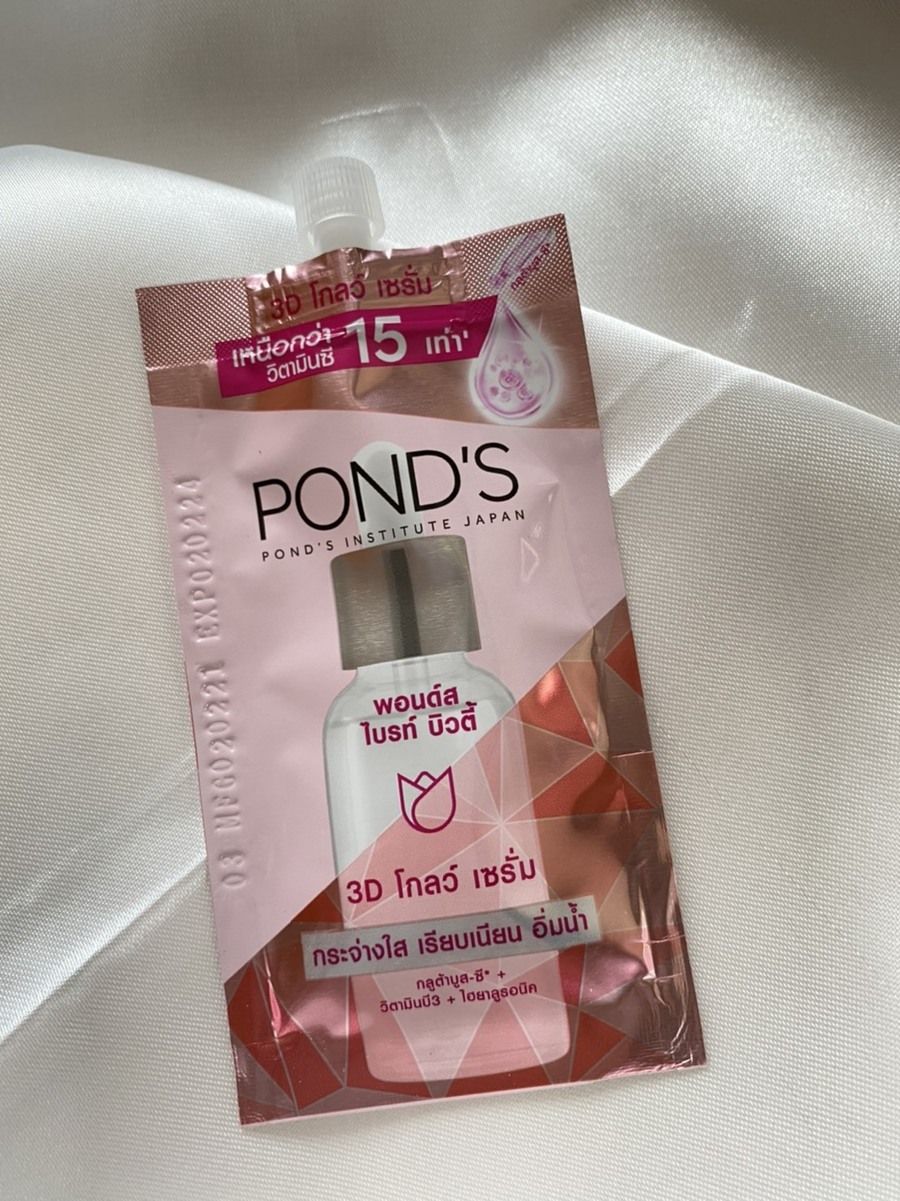 3D โกลว์ เซรั่ม
เหนือกว่า
วิตามินซี
15 เท่า
POND'S
POND'S INSTITUTE JAPAN
พอนด์ส
ไบรท์ บิวตี้
3D โกลว์ เซรั่ม
กระจ่างใส เรียบเนียน อิ่มน้ำ
กลูต้าบูส-ซี* +
วิตามินบี3 + ไฮยาลูรอนิค
03 MFG020221 EXP020224